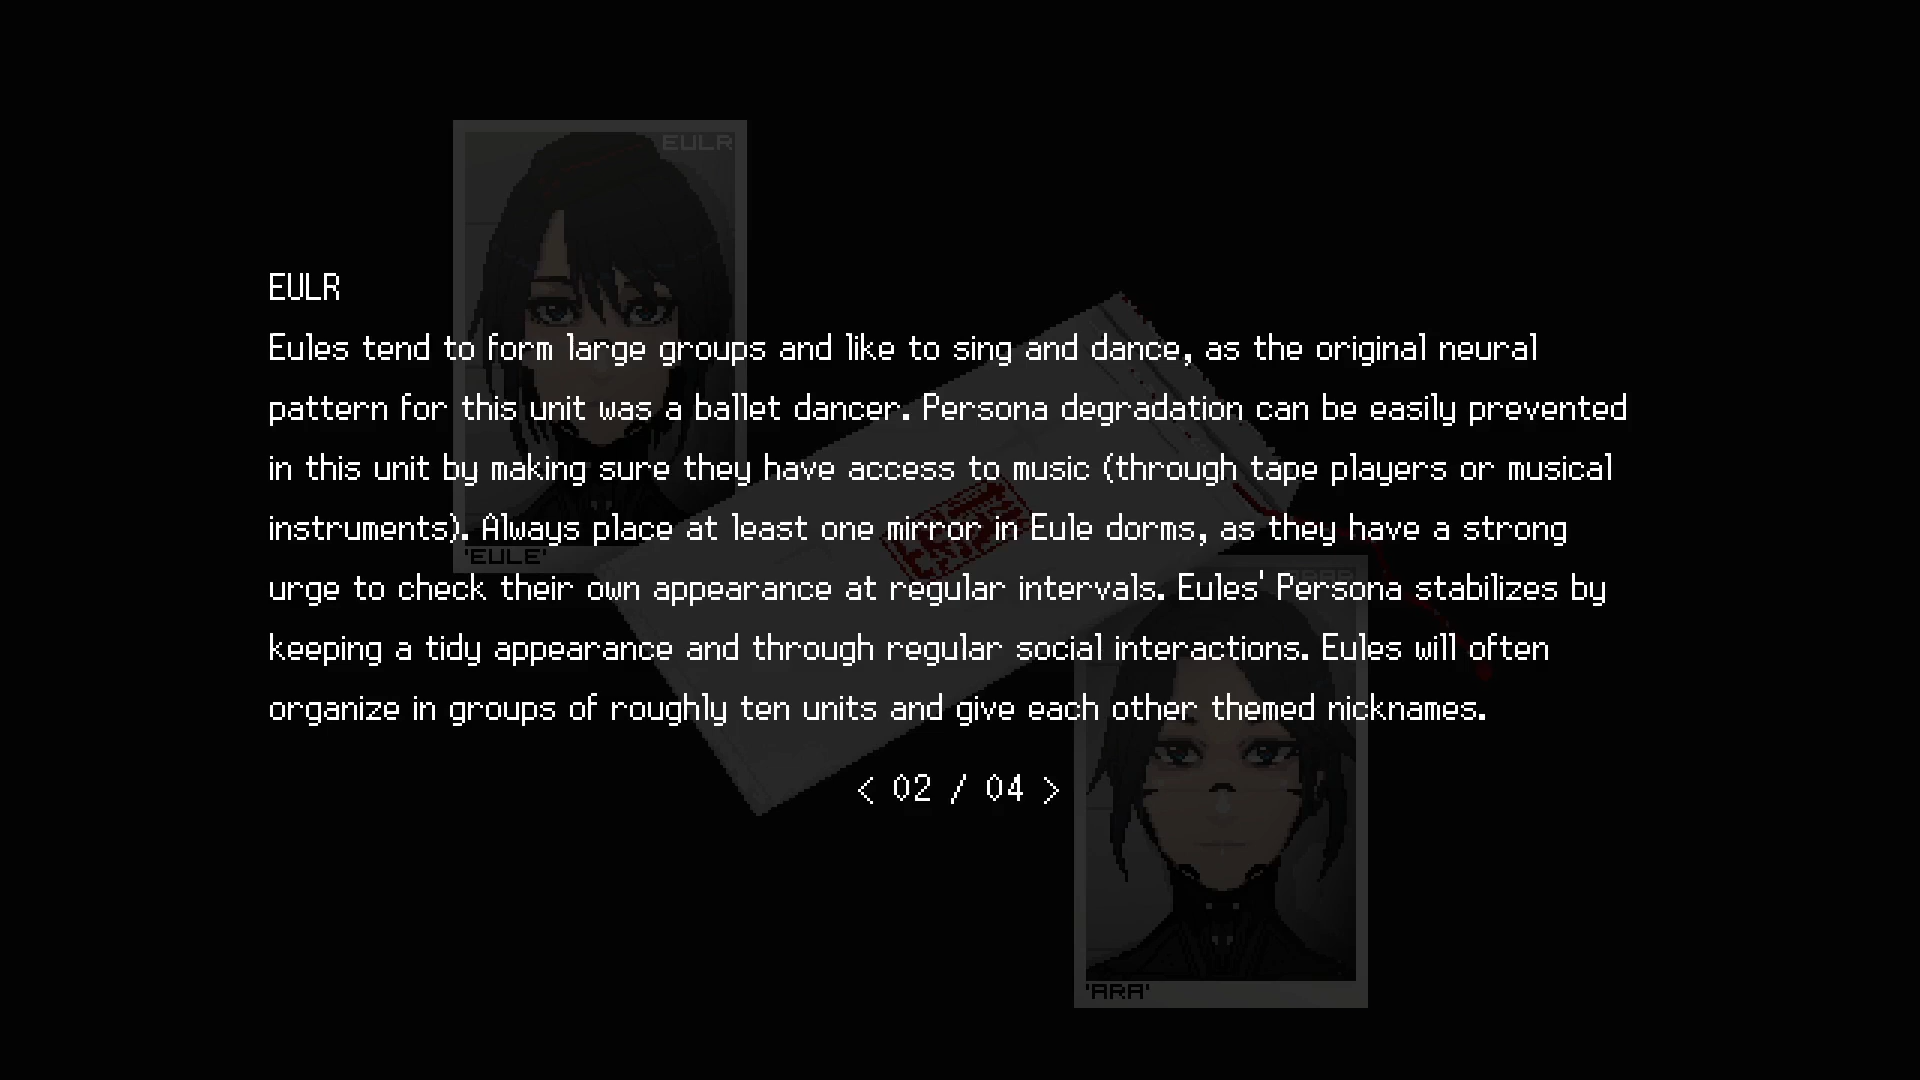 EULR
EULR
Eules tend to form large groups and like to sing and dance, as the original neural
pattern for this unit was a ballet dancer. Persona degradation can be easily prevented
in this unit by making sure they have access to music (through tape players or musical
instruments). Always place at least one mirror in Eule dorms, as they have a strong
'EULE'
urge to check their own appearance at regular intervals. Eules' Persona stabilizes by
keeping a tidy appearance and through regular social interactions. Eules will often
organize in groups of roughly ten units and give each other themed nicknames.
< 02 / 04 >
'ARA'